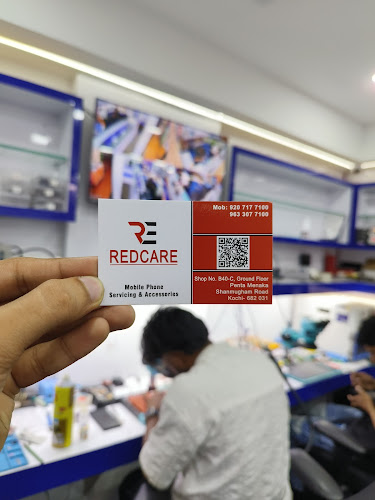 RE
REDCARE
Mobile Phone
Servicing & Accessories
Mob: 920 717 7199
963 307 7199
Shop No. B40-C, Ground Floor
Penta Menaka
Shanmugham Road
Kochi- 682 031